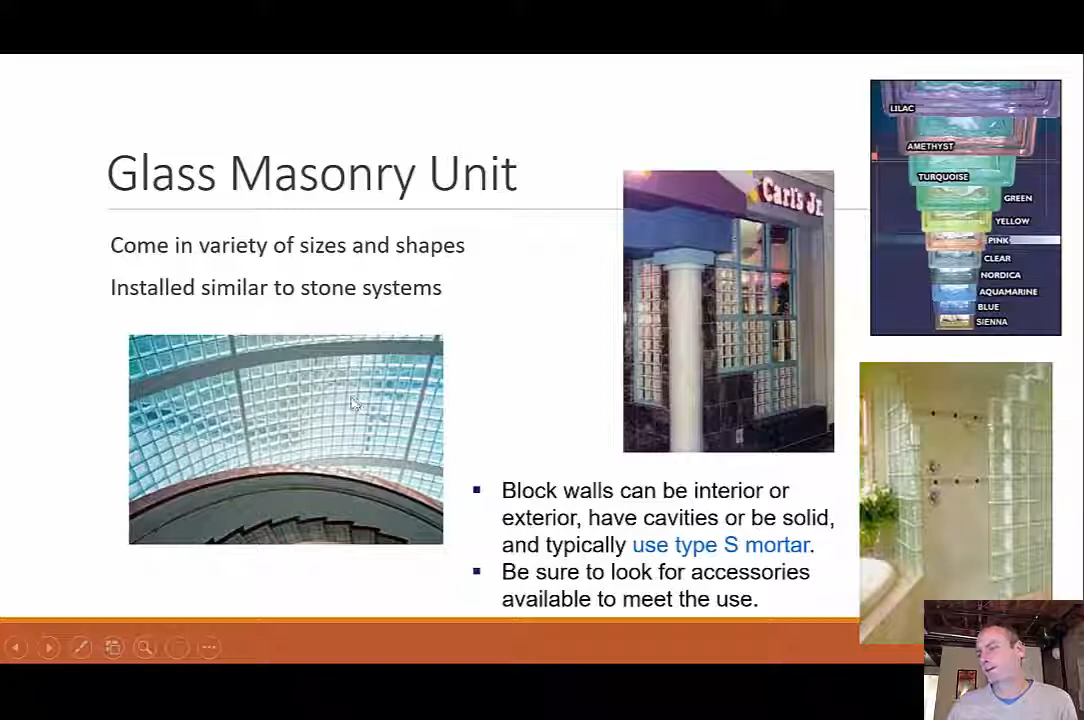 Glass Masonry Unit
Come in variety of sizes and shapes
Installed similar to stone systems
Carl's Jr.
LILAC
AMETHYST
TURQUOISE
GREEN
YELLOW
PINK
CLEAR
NORDICA
AQUAMARINE
BLUE
SIENNA
▪ Block walls can be interior or
exterior, have cavities or be solid,
and typically use type S mortar.
▪ Be sure to look for accessories
available to meet the use.